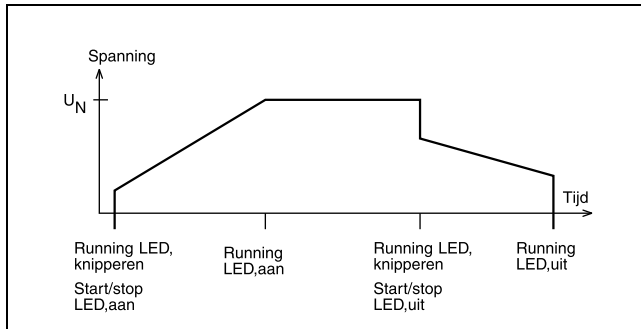 Spanning
UN
Tijd
Running LED,
knipperen
Start/stop
LED,aan
Running
LED,aan
Running LED,
knipperen
Start/stop
LED,uit
Running
LED,uit